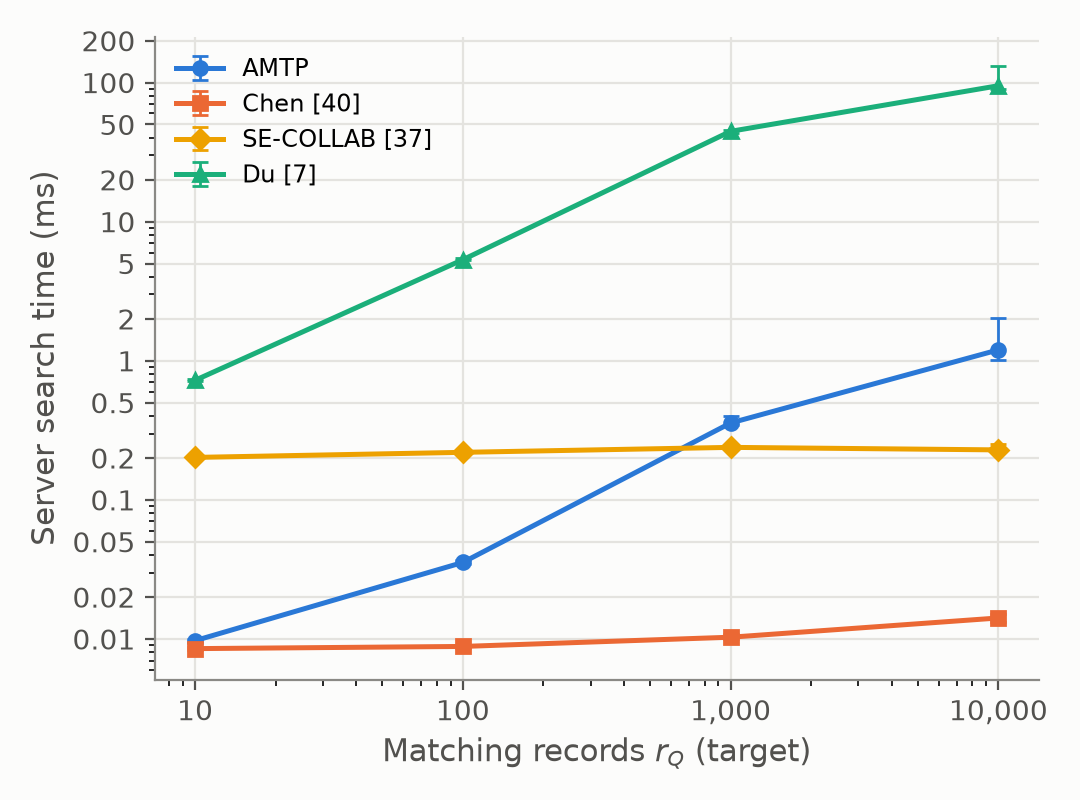 200
100
50
20
10
5
2
1
0.5
0.2
0.1
0.05
0.02
0.01
Server search time (ms)
AMTP
Chen [40]
SE-COLLAB [37]
Du [7]
10 100 1,000 10,000
Matching records r_Q (target)